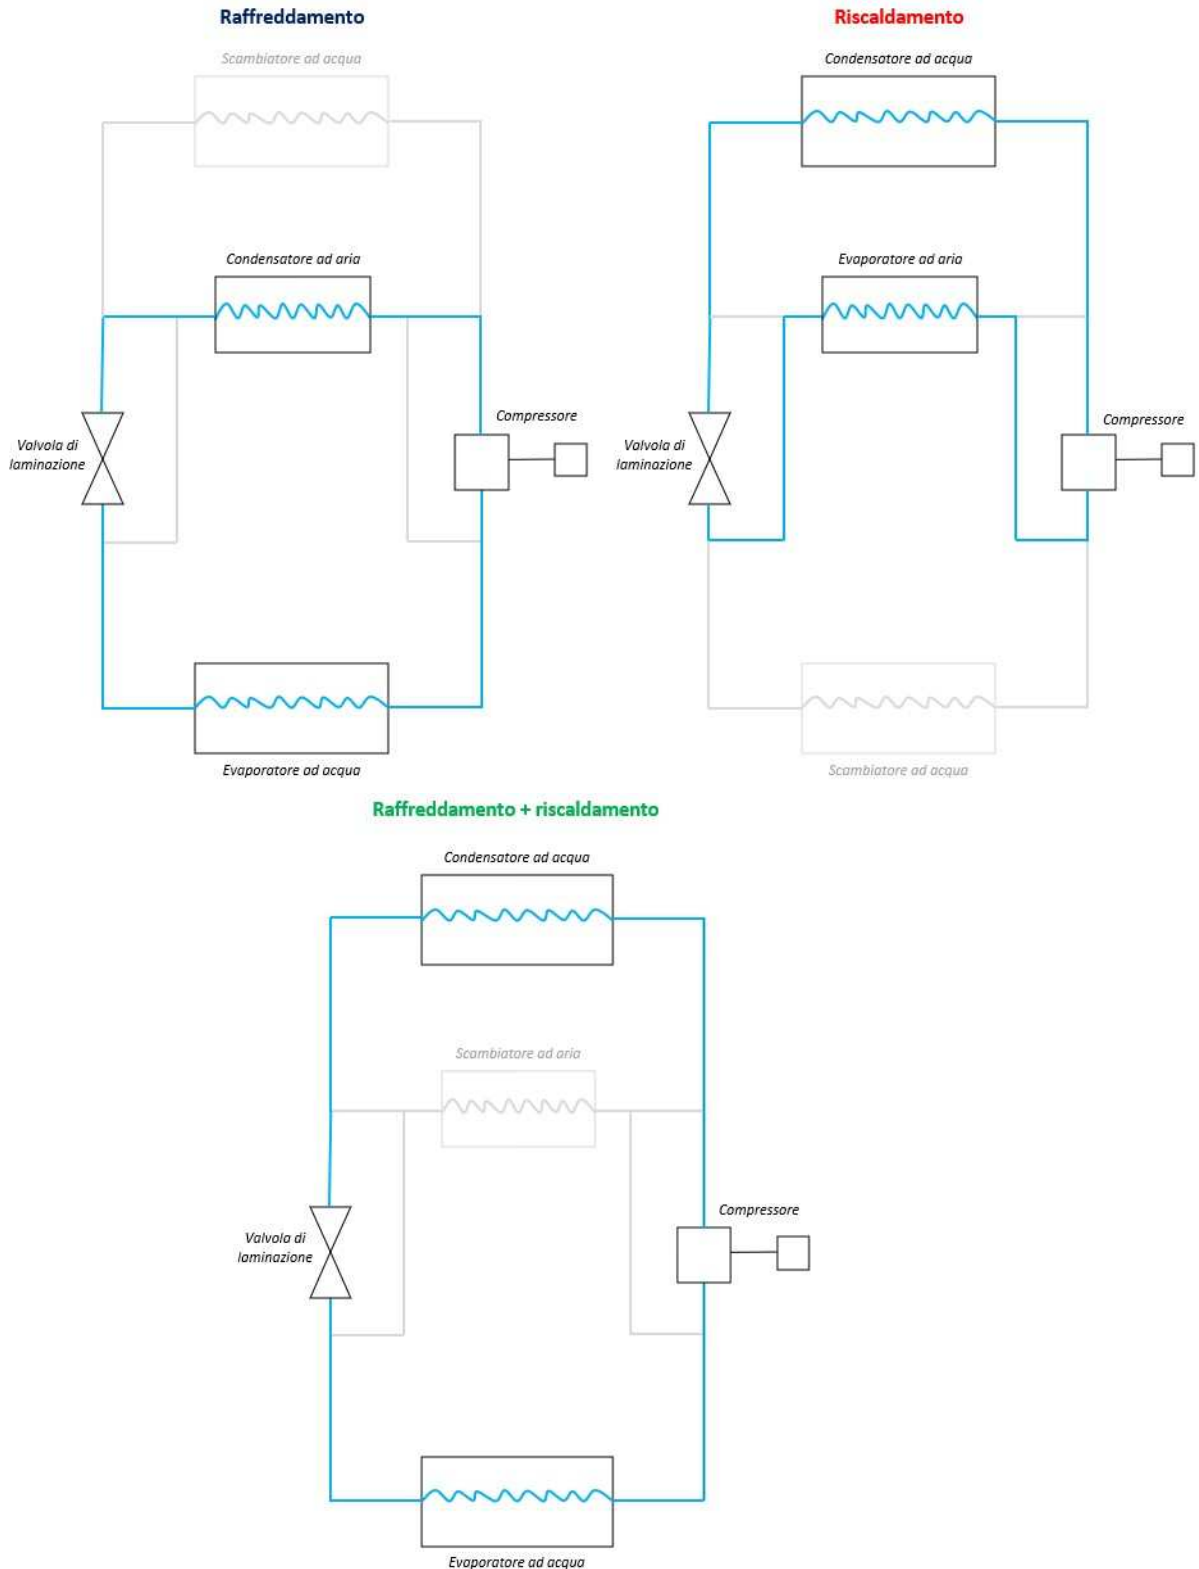 Raffreddamento
Scambiatore ad acqua
Condensatore ad aria
Compressore
Valvola di
laminazione
Evaporatore ad acqua
Riscaldamento
Condensatore ad acqua
Evaporatore ad aria
Compressore
Valvola di
laminazione
Scambiatore ad acqua
Raffreddamento + riscaldamento
Condensatore ad acqua
Scambiatore ad aria
Compressore
Valvola di
laminazione
Evaporatore ad acqua